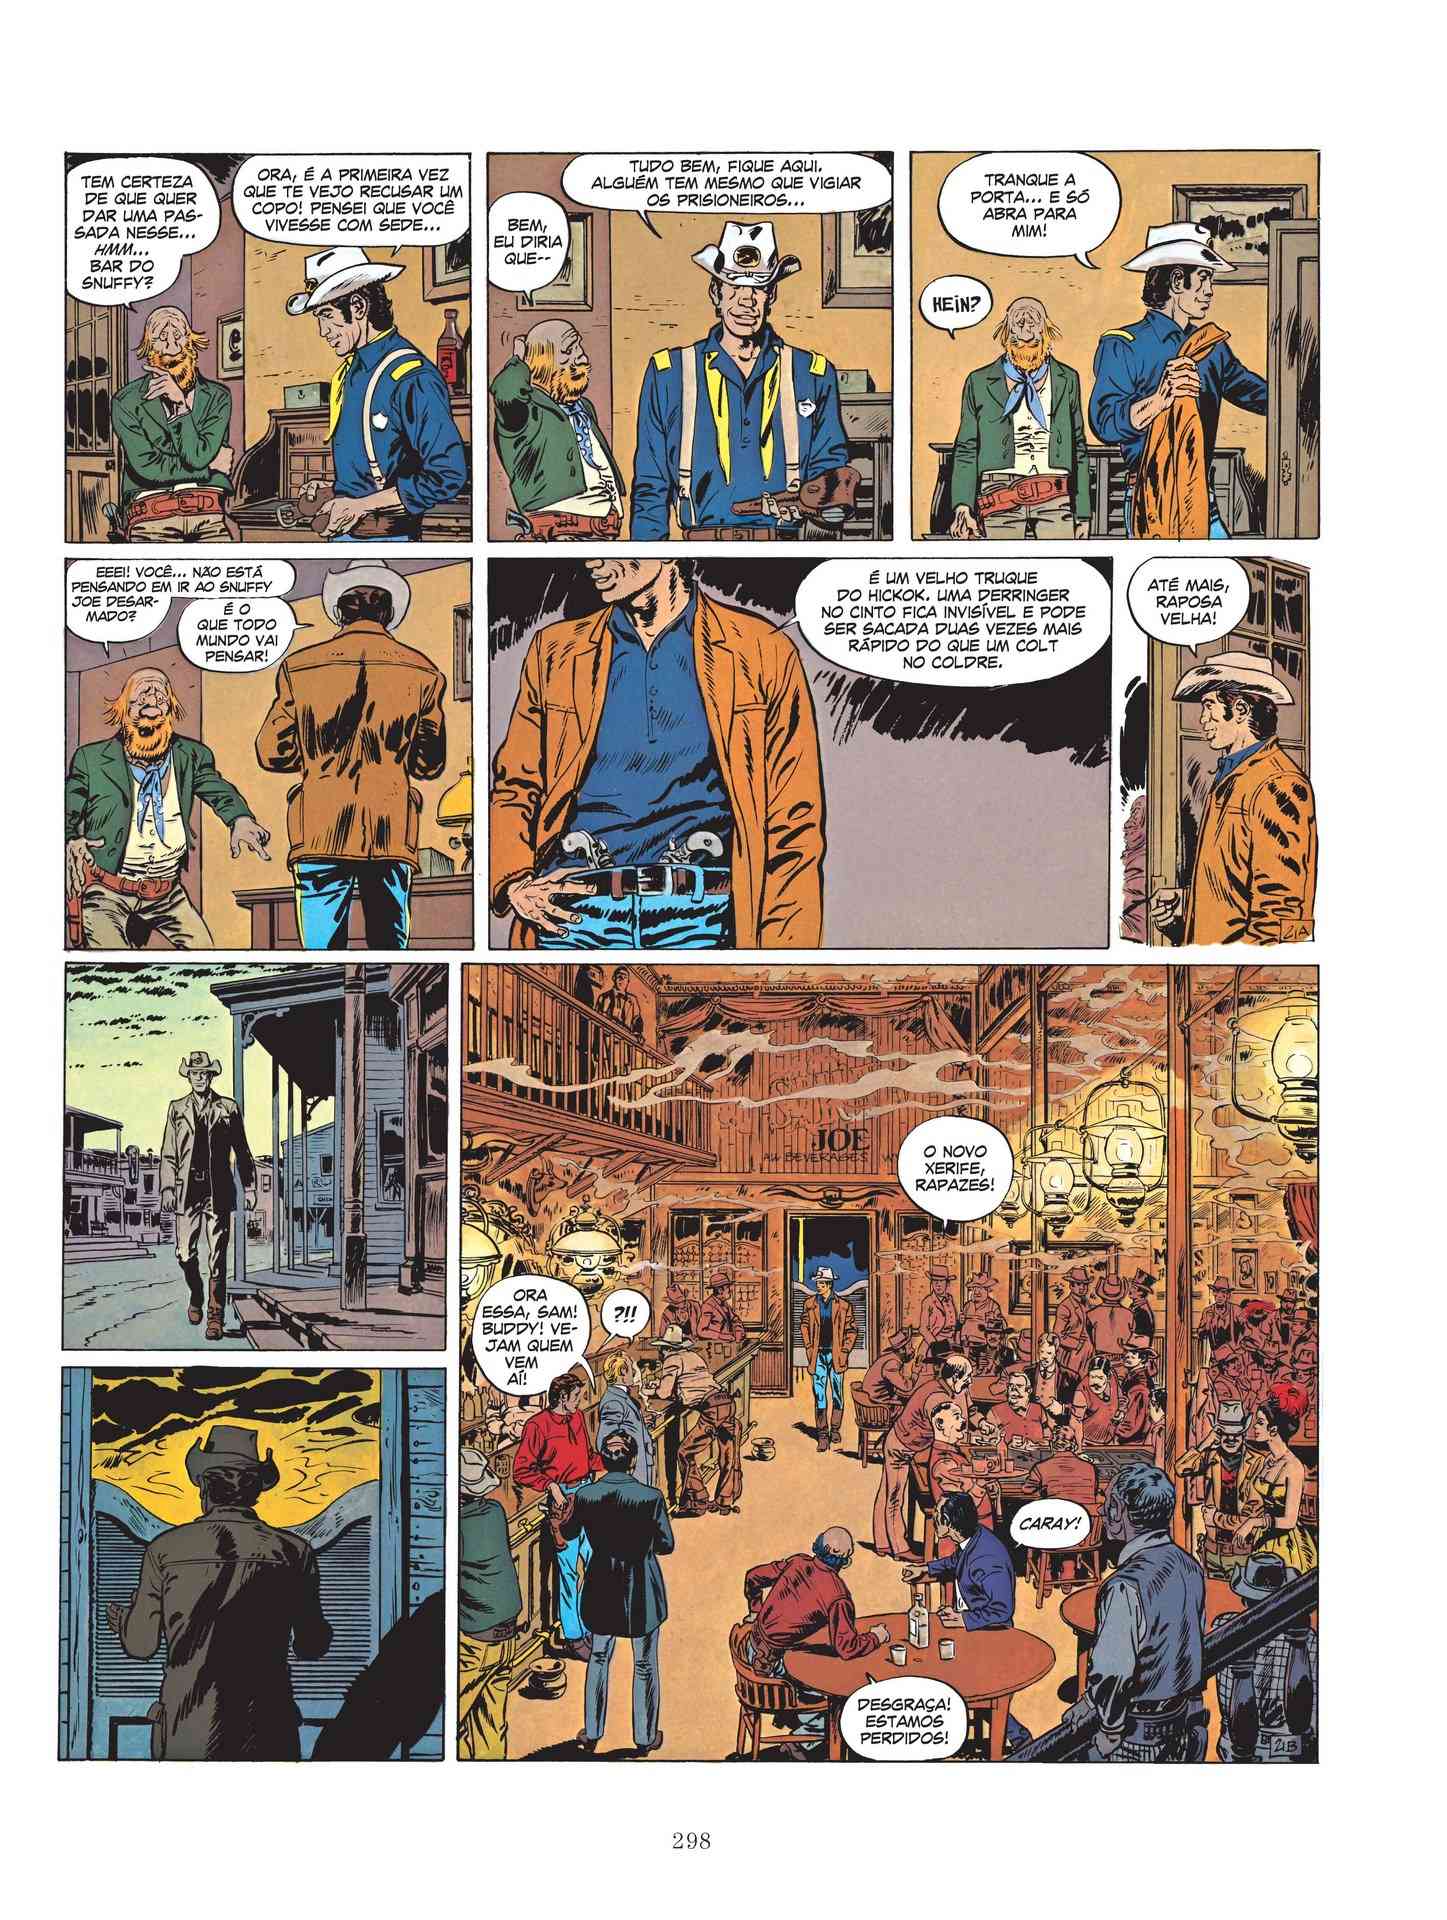 TEM CERTEZA
DE QUE QUER
DAR UMA PAS-
SADA NESSE...
HMM...
BAR DO
SNUFFY?
ORA, É A PRIMEIRA VEZ
QUE TE VEJO RECUSAR UM
COPO! PENSEI QUE VOCÊ
VIVESSE COM SEDE...
BEM,
EU DIRIA
QUE--
TUDO BEM, FIQUE AQUI.
ALGUÉM TEM MESMO QUE VIGIAR
OS PRISIONEIROS...
TRANQUE A
PORTA... E SÓ
ABRA PARA
MIM!
HEIN?
EEEI! VOCÊ... NÃO ESTÁ
PENSANDO EM IR AO SNUFFY
JOE DESAR-
MADO?
É O
QUE TODO
MUNDO VAI
PENSAR!
É UM VELHO TRUQUE
DO HICKOK. UMA DERRINGER
NO CINTO FICA INVISÍVEL E PODE
SER SACADA DUAS VEZES MAIS
RÁPIDO DO QUE UM COLT
NO COLDRE.
ATÉ MAIS,
RAPOSA
VELHA!
21A
JOE
BEVERAGES
O NOVO
XERIFE,
RAPAZES!
ORA
ESSA, SAM!
BUDDY! VE-
JAM QUEM
VEM
AÍ!
?!!
CARAY!
DESGRAÇA!
ESTAMOS
PERDIDOS!
21B
298